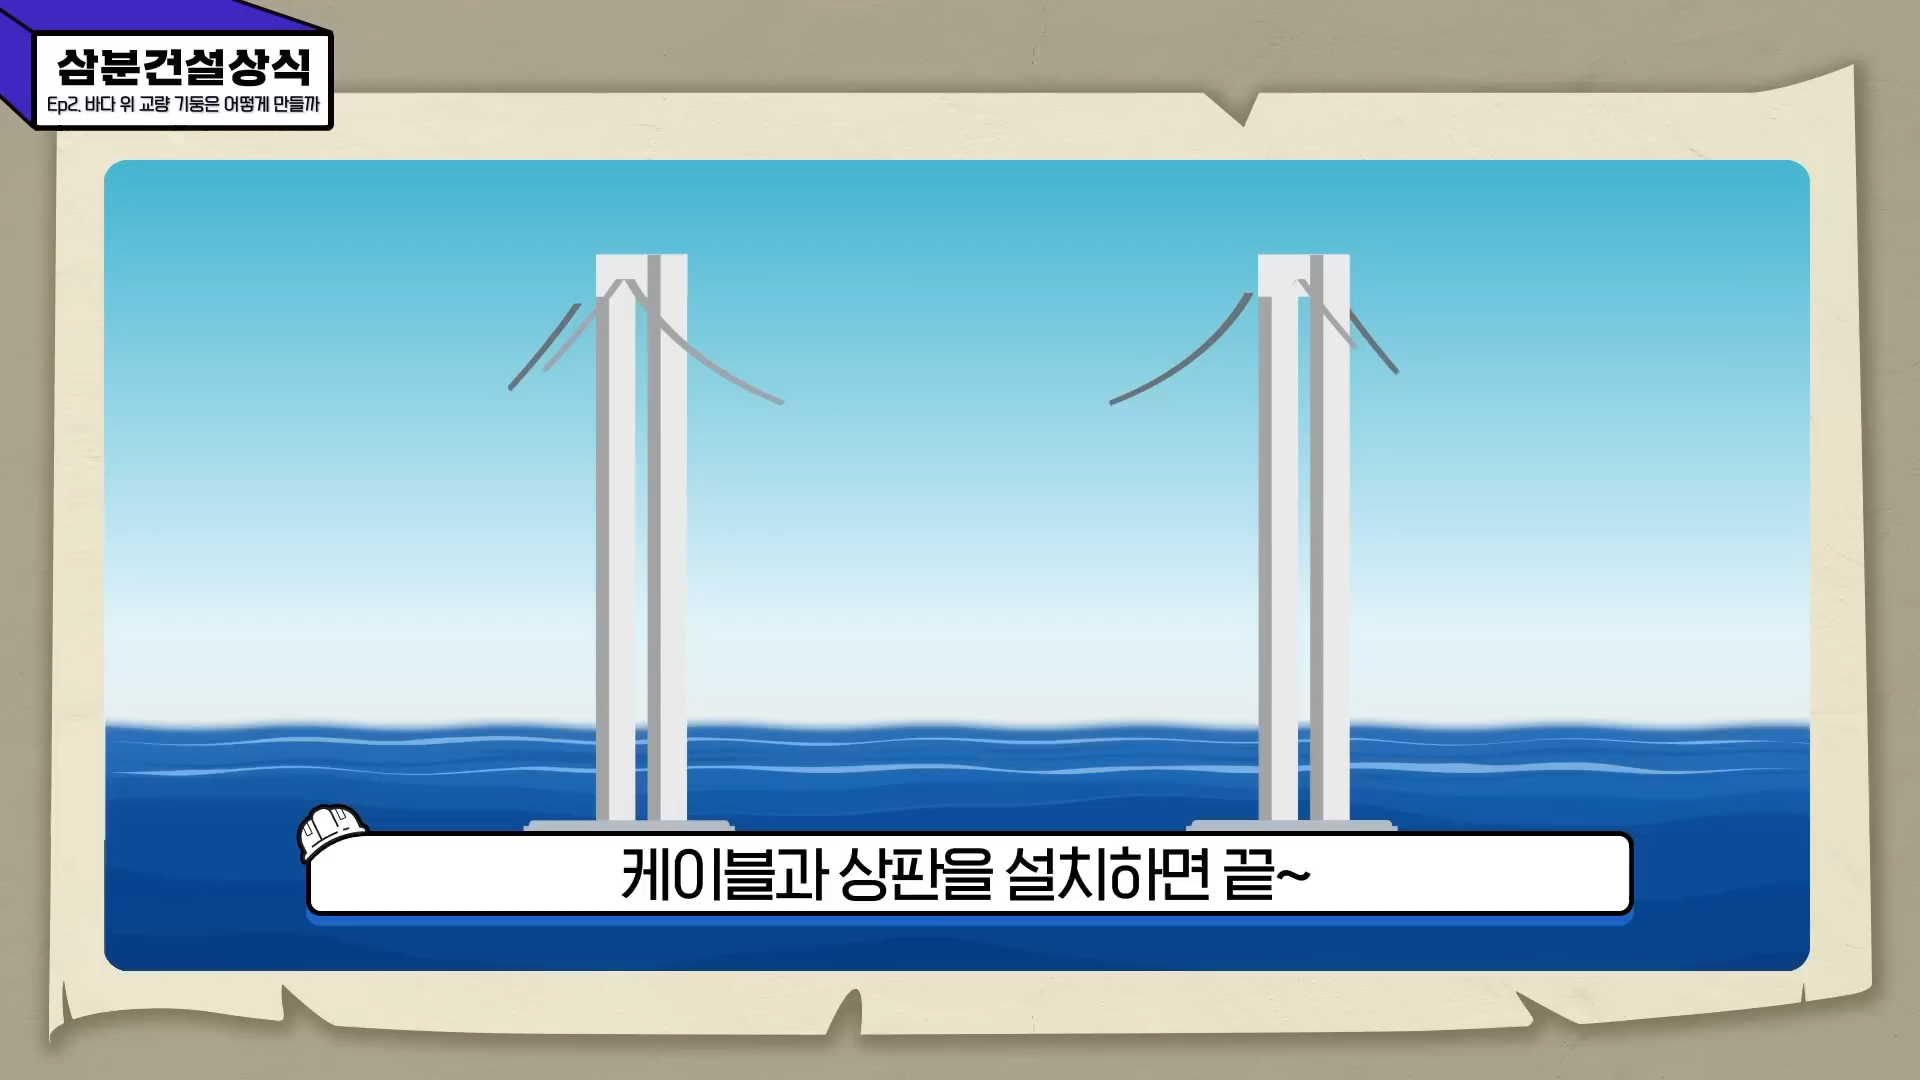 삼분건설상식
Ep2. 바다 위 교량 기둥은 어떻게 만들까
케이블과 상판을 설치하면 끝~